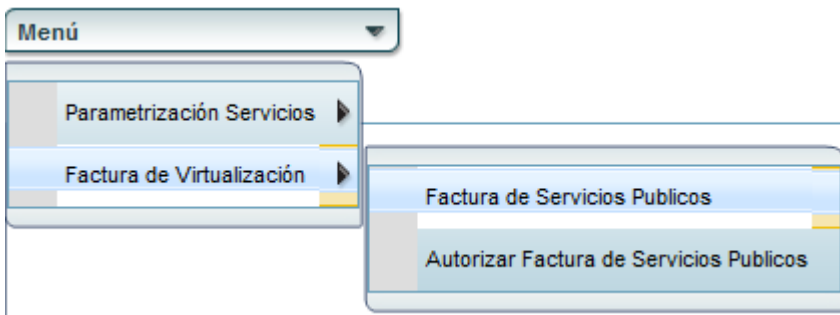 Menú
Parametrización Servicios
Factura de Virtualización
Factura de Servicios Publicos
Autorizar Factura de Servicios Publicos